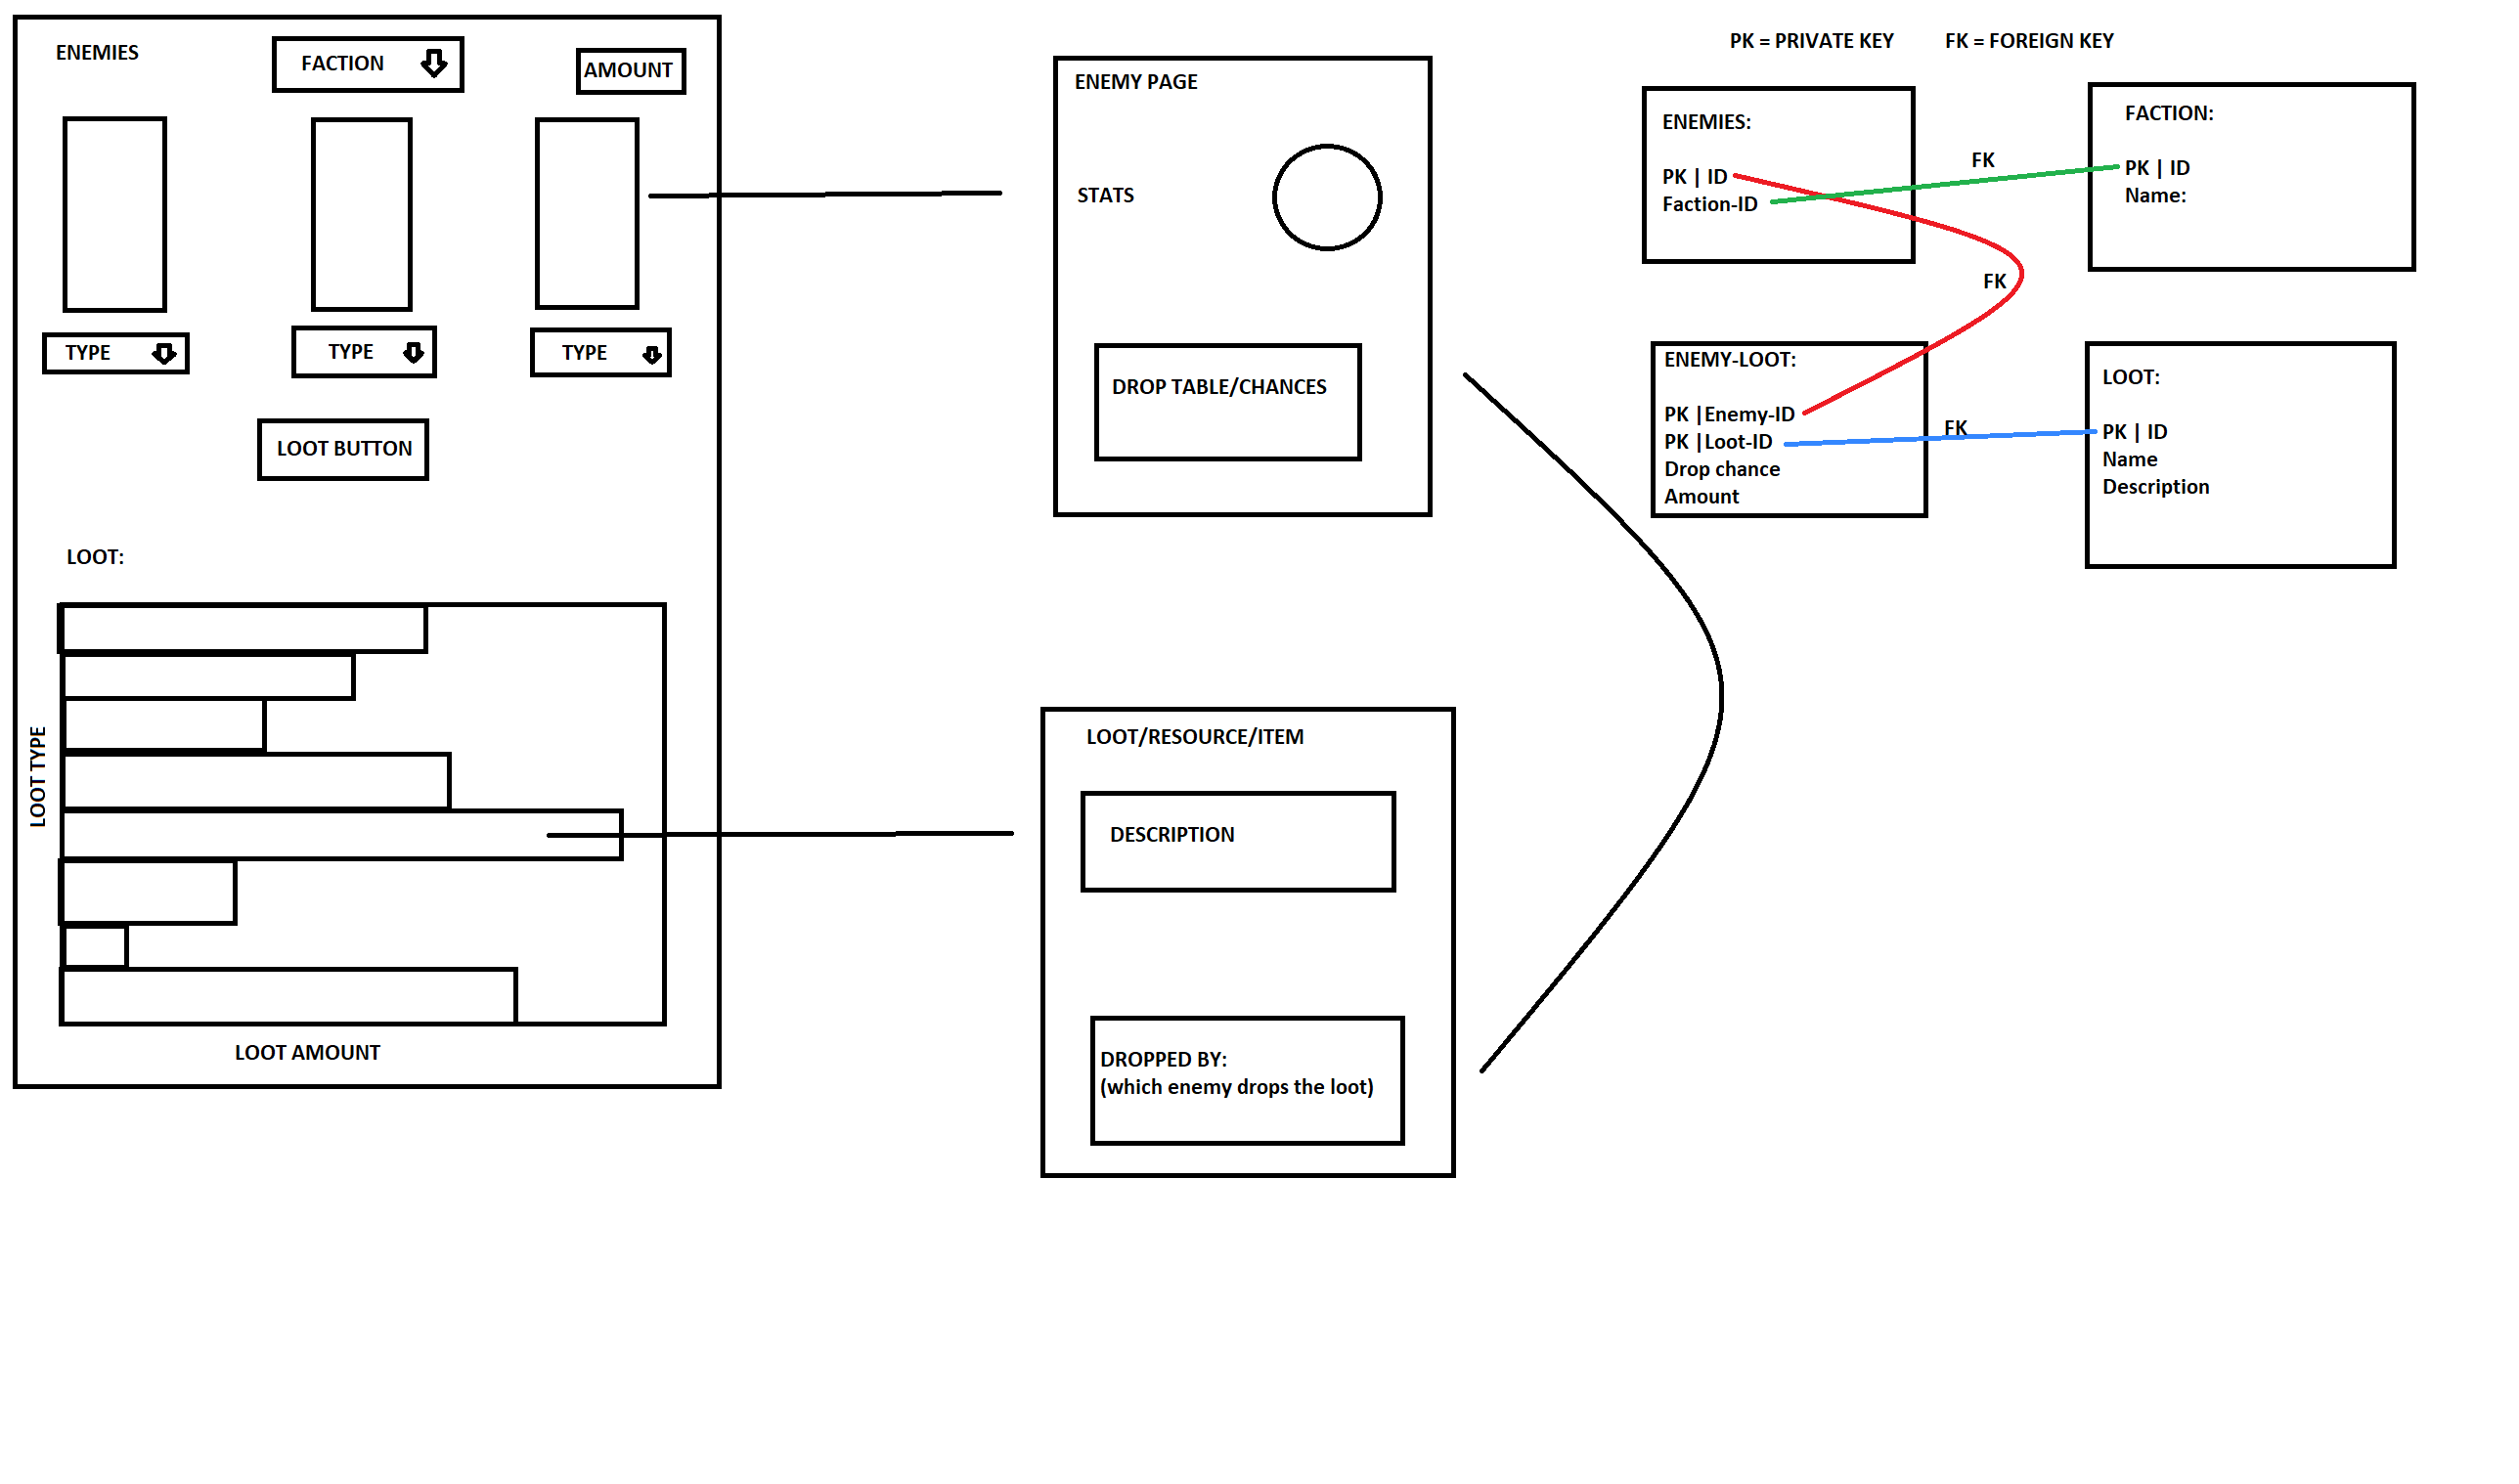 ENEMIES
FACTION
AMOUNT
TYPE
TYPE
TYPE
LOOT BUTTON
LOOT:
LOOT TYPE
LOOT AMOUNT
ENEMY PAGE
STATS
DROP TABLE/CHANCES
LOOT/RESOURCE/ITEM
DESCRIPTION
DROPPED BY:
(which enemy drops the loot)
PK = PRIVATE KEY
FK = FOREIGN KEY
ENEMIES:
PK | ID
Faction-ID
FK
FACTION:
PK | ID
Name:
FK
ENEMY-LOOT:
PK |Enemy-ID
PK |Loot-ID
Drop chance
Amount
FK
LOOT:
PK | ID
Name
Description